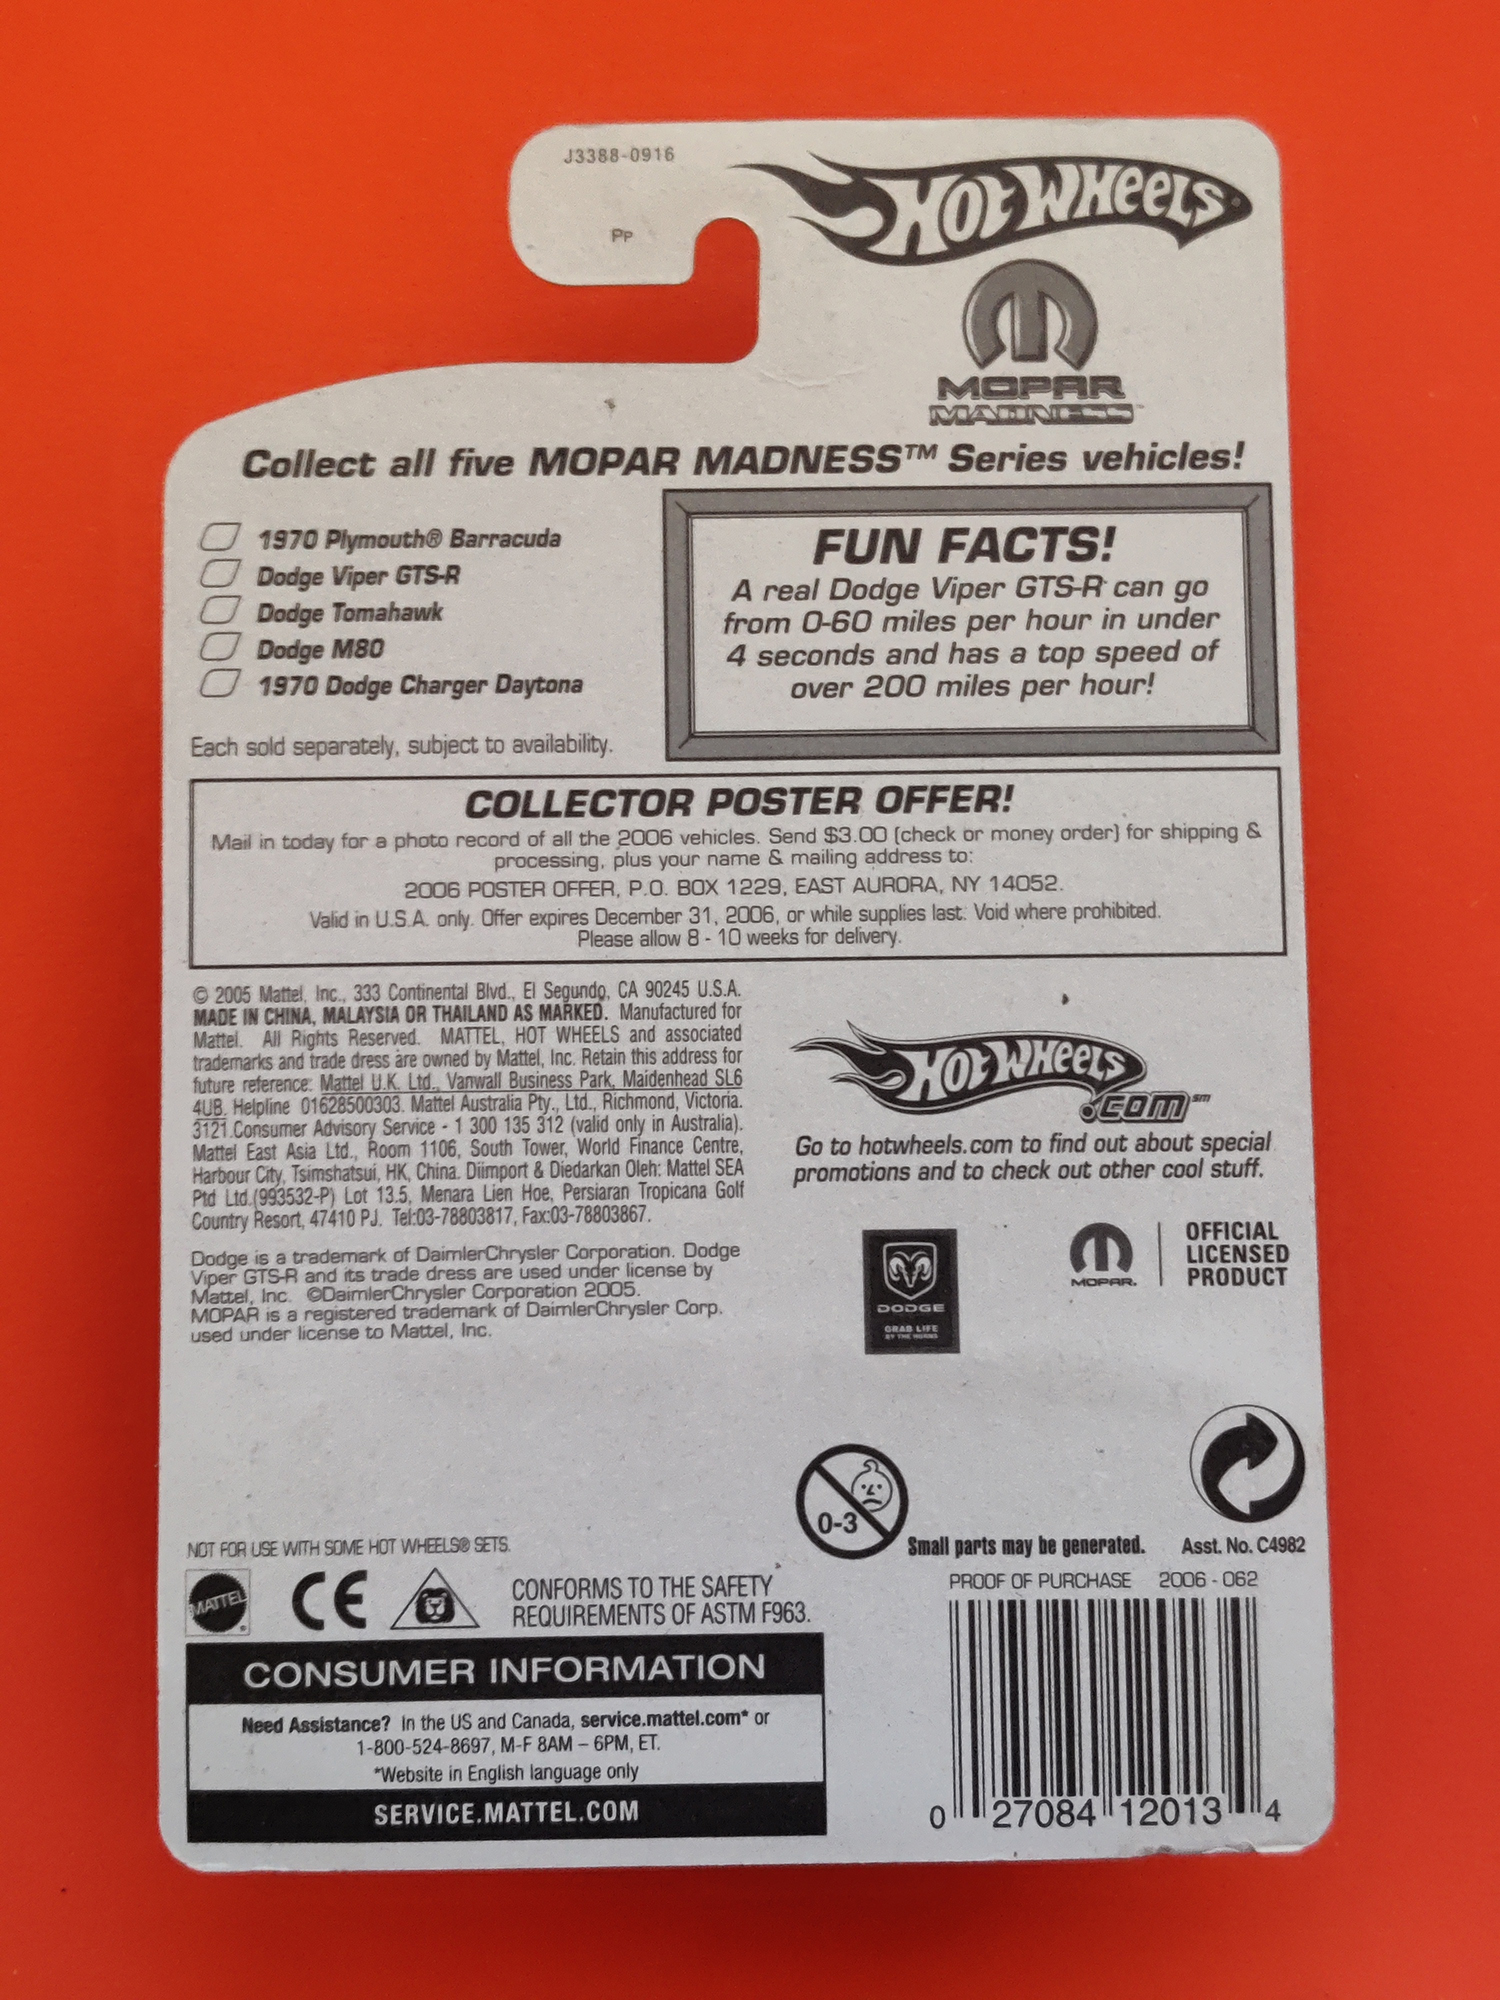 J3388-0916
Pp
HOT WHEELS
MOPAR
MADNESS™
Collect all five MOPAR MADNESS™ Series vehicles!
1970 Plymouth® Barracuda
Dodge Viper GTS-R
Dodge Tomahawk
Dodge M80
1970 Dodge Charger Daytona
Each sold separately, subject to availability.
FUN FACTS!
A real Dodge Viper GTS-R can go
from 0-60 miles per hour in under
4 seconds and has a top speed of
over 200 miles per hour!
COLLECTOR POSTER OFFER!
Mail in today for a photo record of all the 2006 vehicles. Send $3.00 (check or money order) for shipping &
processing, plus your name & mailing address to:
2006 POSTER OFFER, P.O. BOX 1229, EAST AURORA, NY 14052.
Valid in U.S.A. only. Offer expires December 31, 2006, or while supplies last. Void where prohibited.
Please allow 8 - 10 weeks for delivery.
© 2005 Mattel, Inc., 333 Continental Blvd., El Segundo, CA 90245 U.S.A.
MADE IN CHINA, MALAYSIA OR THAILAND AS MARKED. Manufactured for
Mattel. All Rights Reserved. MATTEL, HOT WHEELS and associated
trademarks and trade dress are owned by Mattel, Inc. Retain this address for
future reference: Mattel U.K. Ltd., Vanwall Business Park, Maidenhead SL6
4UB. Helpline 01628500303. Mattel Australia Pty., Ltd., Richmond, Victoria.
3121.Consumer Advisory Service - 1 300 135 312 (valid only in Australia).
Mattel East Asia Ltd., Room 1106, South Tower, World Finance Centre,
Harbour City, Tsimshatsui, HK, China. Diimport & Diedarkan Oleh: Mattel SEA
Ptd Ltd.(993532-P) Lot 13.5, Menara Lien Hoe, Persiaran Tropicana Golf
Country Resort, 47410 PJ. Tel:03-78803817, Fax:03-78803867.
Dodge is a trademark of DaimlerChrysler Corporation. Dodge
Viper GTS-R and its trade dress are used under license by
Mattel, Inc. ©DaimlerChrysler Corporation 2005.
MOPAR is a registered trademark of DaimlerChrysler Corp.
used under license to Mattel, Inc.
HOT WHEELS
.COM℠
Go to hotwheels.com to find out about special
promotions and to check out other cool stuff.
DODGE
GRAB LIFE
BY THE HORNS
MOPAR.
OFFICIAL
LICENSED
PRODUCT
0-3
Small parts may be generated.
Asst. No. C4982
NOT FOR USE WITH SOME HOT WHEELS® SETS.
MATTEL
CE
CONFORMS TO THE SAFETY
REQUIREMENTS OF ASTM F963.
PROOF OF PURCHASE 2006 - 062
CONSUMER INFORMATION
Need Assistance? In the US and Canada, service.mattel.com* or
1-800-524-8697, M-F 8AM – 6PM, ET.
*Website in English language only
SERVICE.MATTEL.COM
0 27084 12013 4